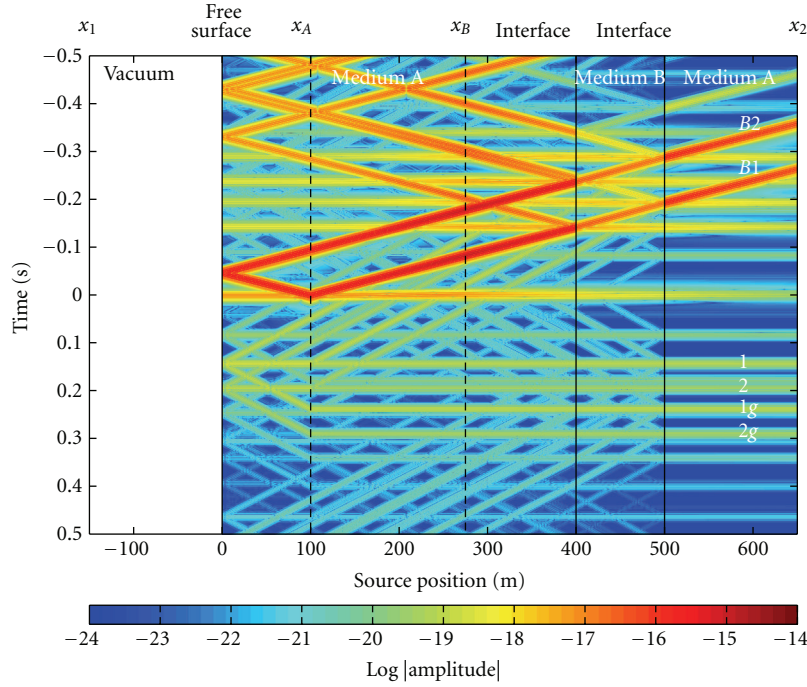 x1 Free surface xA xB Interface Interface x2
Vacuum Medium A Medium B Medium A
−0.5
−0.4
−0.3
−0.2
−0.1
0
0.1
0.2
0.3
0.4
0.5
Time (s)
B2
B1
1
2
1g
2g
−100 0 100 200 300 400 500 600
Source position (m)
−24 −23 −22 −21 −20 −19 −18 −17 −16 −15 −14
Log |amplitude|